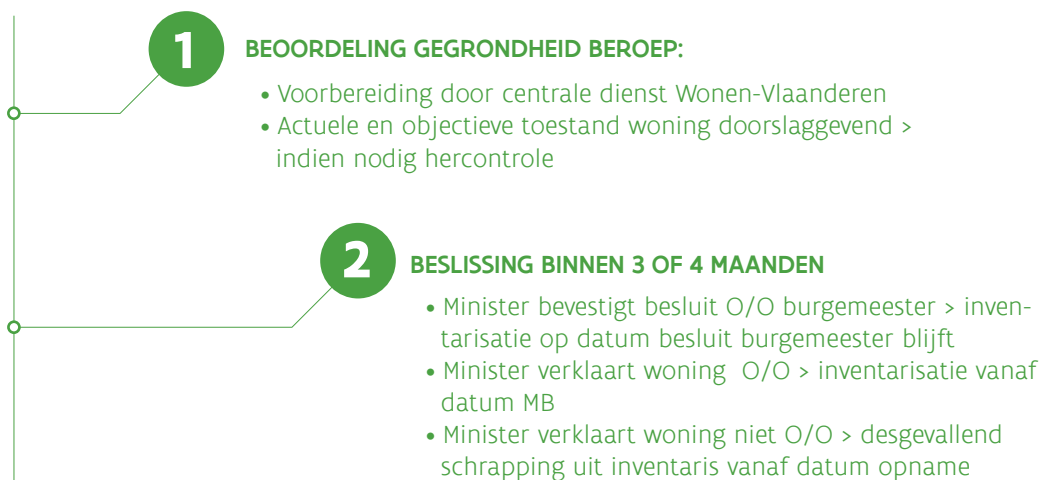 1
BEOORDELING GEGRONDHEID BEROEP:
• Voorbereiding door centrale dienst Wonen-Vlaanderen
• Actuele en objectieve toestand woning doorslaggevend >
indien nodig hercontrole
2
BESLISSING BINNEN 3 OF 4 MAANDEN
• Minister bevestigt besluit O/O burgemeester > inven-
tarisatie op datum besluit burgemeester blijft
• Minister verklaart woning O/O > inventarisatie vanaf
datum MB
• Minister verklaart woning niet O/O > desgevallend
schrapping uit inventaris vanaf datum opname